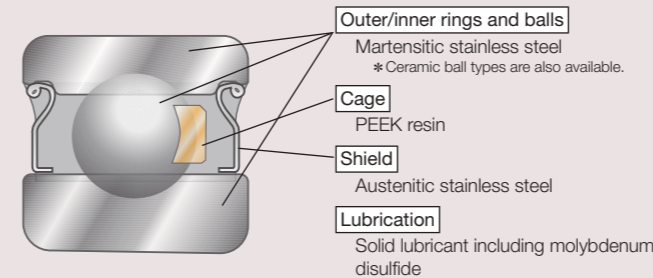 Outer/inner rings and balls
Martensitic stainless steel
* Ceramic ball types are also available.
Cage
PEEK resin
Shield
Austenitic stainless steel
Lubrication
Solid lubricant including molybdenum
disulfide